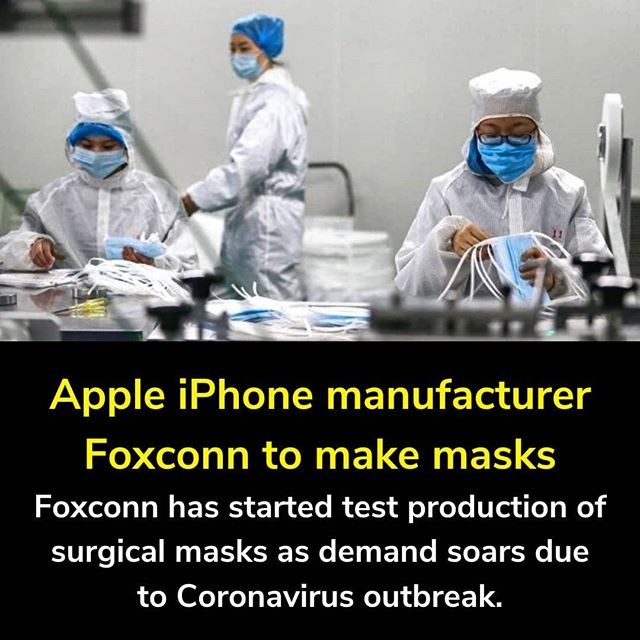 Apple iPhone manufacturer
Foxconn to make masks
Foxconn has started test production of
surgical masks as demand soars due
to Coronavirus outbreak.